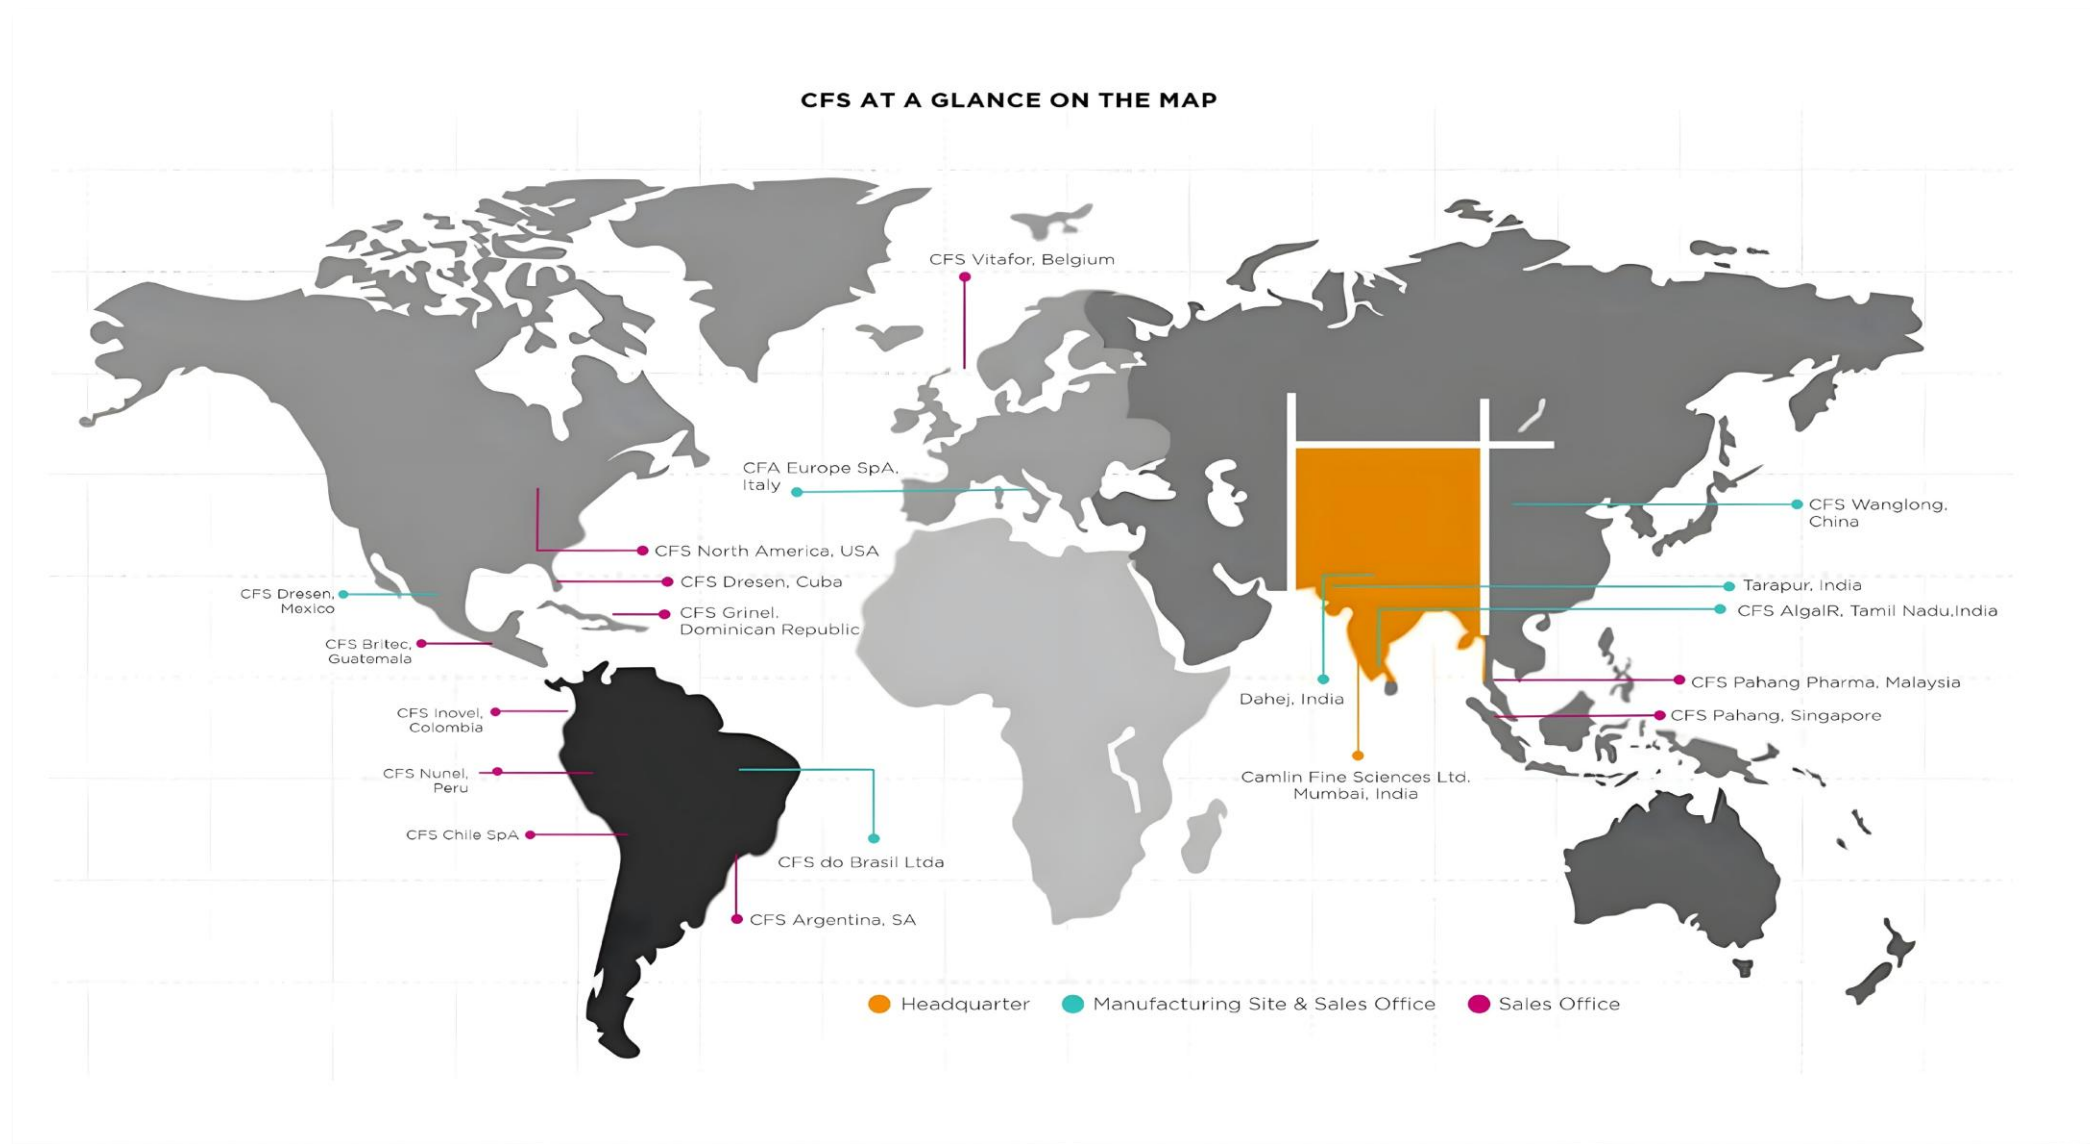 CFS AT A GLANCE ON THE MAP
CFS Vitafor, Belgium
CFA Europe SpA.
Italy
CFS Wanglong,
China
CFS North America, USA
CFS Dresen, Cuba
CFS Dresen,
Mexico
CFS Grinel.
Dominican Republic
CFS Britec,
Guatemala
Tarapur, India
CFS AlgalR, Tamil Nadu,India
CFS Pahang Pharma, Malaysia
Dahej, India
CFS Pahang, Singapore
CFS Inovel,
Colombia
CFS Nunel,
Peru
Camlin Fine Sciences Ltd.
Mumbai, India
CFS Chile SpA
CFS do Brasil Ltda
CFS Argentina, SA
Headquarter
Manufacturing Site & Sales Office
Sales Office